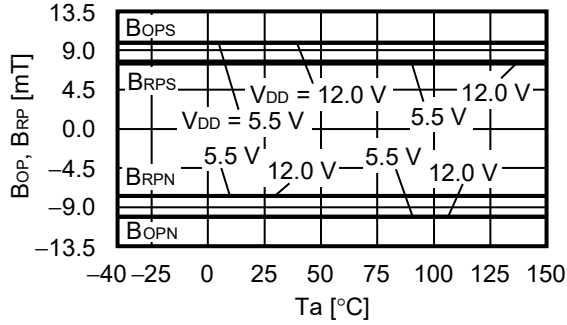 13.5
BOPS
9.0
BRPS
4.5
VDD = 12.0 V
12.0 V
VDD = 5.5 V
5.5 V
0.0
BOP, BRP [mT]
5.5 V
5.5 V
−4.5
12.0 V
12.0 V
BRPN
−9.0
BOPN
−13.5
−40 −25 0 25 50 75 100 125 150
Ta [°C]